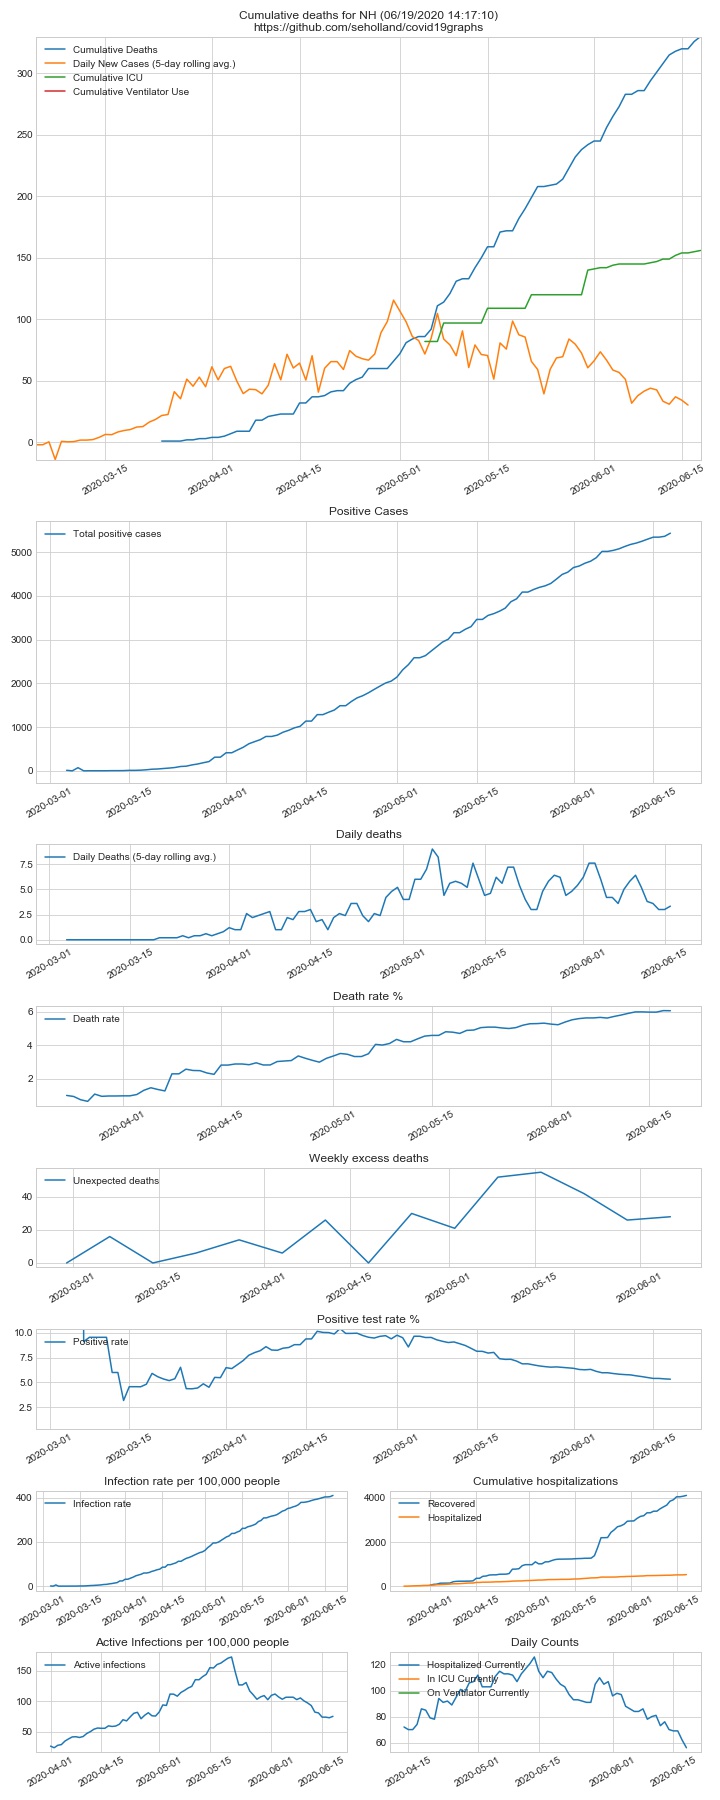 Cumulative deaths for NH (06/19/2020 14:17:10)
https://github.com/seholland/covid19graphs
Cumulative Deaths
Daily New Cases (5-day rolling avg.)
Cumulative ICU
Cumulative Ventilator Use
300
250
200
150
100
50
0
2020-03-15 2020-04-01 2020-04-15 2020-05-01 2020-05-15 2020-06-01 2020-06-15
Positive Cases
Total positive cases
5000
4000
3000
2000
1000
0
2020-03-01 2020-03-15 2020-04-01 2020-04-15 2020-05-01 2020-05-15 2020-06-01 2020-06-15
Daily deaths
Daily Deaths (5-day rolling avg.)
7.5
5.0
2.5
0.0
2020-03-01 2020-03-15 2020-04-01 2020-04-15 2020-05-01 2020-05-15 2020-06-01 2020-06-15
Death rate %
Death rate
6
4
2
2020-04-01 2020-04-15 2020-05-01 2020-05-15 2020-06-01 2020-06-15
Weekly excess deaths
Unexpected deaths
40
20
0
2020-03-01 2020-03-15 2020-04-01 2020-04-15 2020-05-01 2020-05-15 2020-06-01
Positive test rate %
Positive rate
10.0
7.5
5.0
2.5
2020-03-01 2020-03-15 2020-04-01 2020-04-15 2020-05-01 2020-05-15 2020-06-01 2020-06-15
Infection rate per 100,000 people
Infection rate
400
200
0
2020-03-01 2020-03-15 2020-04-01 2020-04-15 2020-05-01 2020-05-15 2020-06-01 2020-06-15
Cumulative hospitalizations
Recovered
Hospitalized
4000
2000
0
2020-04-01 2020-04-15 2020-05-01 2020-05-15 2020-06-01 2020-06-15
Active Infections per 100,000 people
Active infections
150
100
50
2020-04-01 2020-04-15 2020-05-01 2020-05-15 2020-06-01 2020-06-15
Daily Counts
Hospitalized Currently
In ICU Currently
On Ventilator Currently
120
100
80
60
2020-04-15 2020-05-01 2020-05-15 2020-06-01 2020-06-15